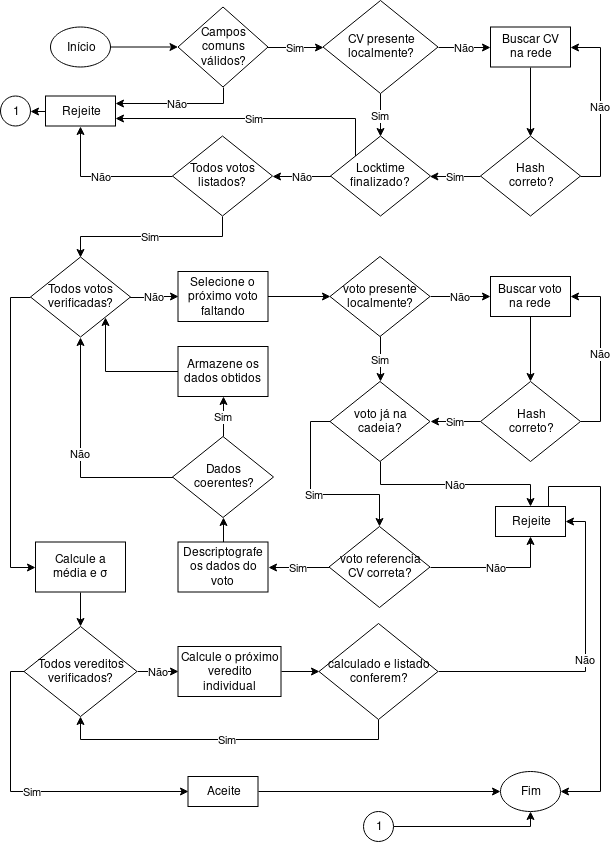 Início
Campos
comuns
válidos?
Sim
CV presente
localmente?
Não
Buscar CV
na rede
Não
Não
1
Rejeite
Sim
Sim
Todos votos
listados?
Não
Não
Locktime
finalizado?
Sim
Hash
correto?
Sim
Todos votos
verificadas?
Não
Selecione o
próximo voto
faltando
voto presente
localmente?
Não
Buscar voto
na rede
Não
Sim
Armazene os
dados obtidos
Sim
voto já na
cadeia?
Sim
Hash
correto?
Não
Dados
coerentes?
Sim
Não
Rejeite
Calcule a
média e σ
Descriptografe
os dados do
voto
Sim
voto referencia
CV correta?
Não
Todos vereditos
verificados?
Não
Calcule o próximo
veredito
individual
calculado e listado
conferem?
Não
Sim
Sim
Aceite
Fim
1